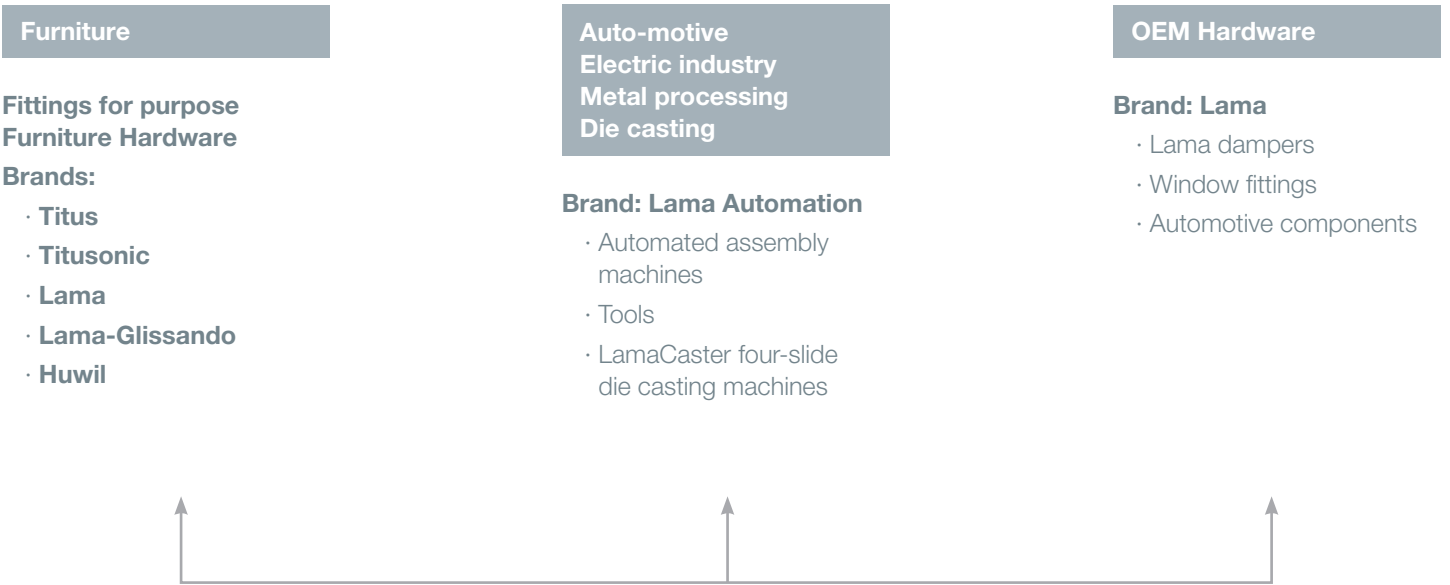 Furniture
Fittings for purpose
Furniture Hardware
Brands:
· Titus
· Titusonic
· Lama
· Lama-Glissando
· Huwil
Auto-motive
Electric industry
Metal processing
Die casting
Brand: Lama Automation
· Automated assembly
machines
· Tools
· LamaCaster four-slide
die casting machines
OEM Hardware
Brand: Lama
· Lama dampers
· Window fittings
· Automotive components